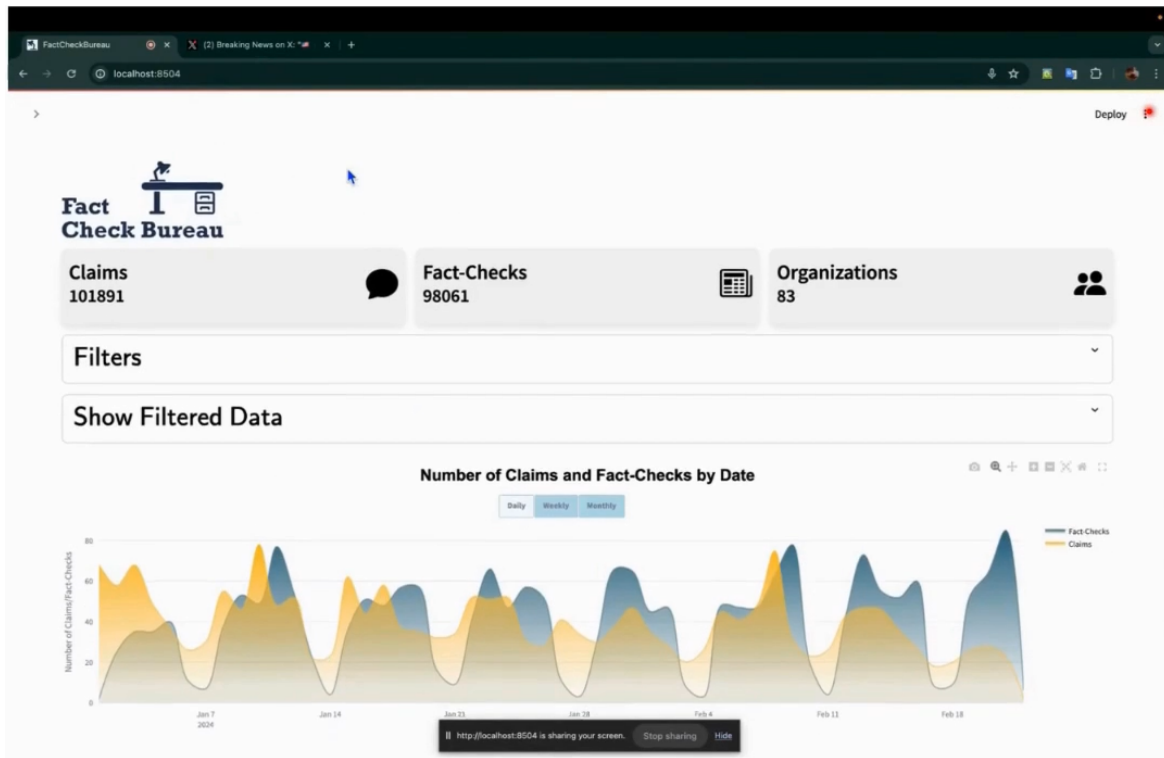 FactCheckBureau
(2) Breaking News on X: "
localhost:8504
Deploy
Fact
Check Bureau
Claims
101891
Fact-Checks
98061
Organizations
83
Filters
Show Filtered Data
Number of Claims and Fact-Checks by Date
Daily Weekly Monthly
Fact-Checks
Claims
Number of Claims/Fact-Checks
80
60
40
20
0
Jan 7 Jan 14 Jan 21 Jan 28 Feb 4 Feb 11 Feb 18
2024
http://localhost:8504 is sharing your screen. Stop sharing Hide